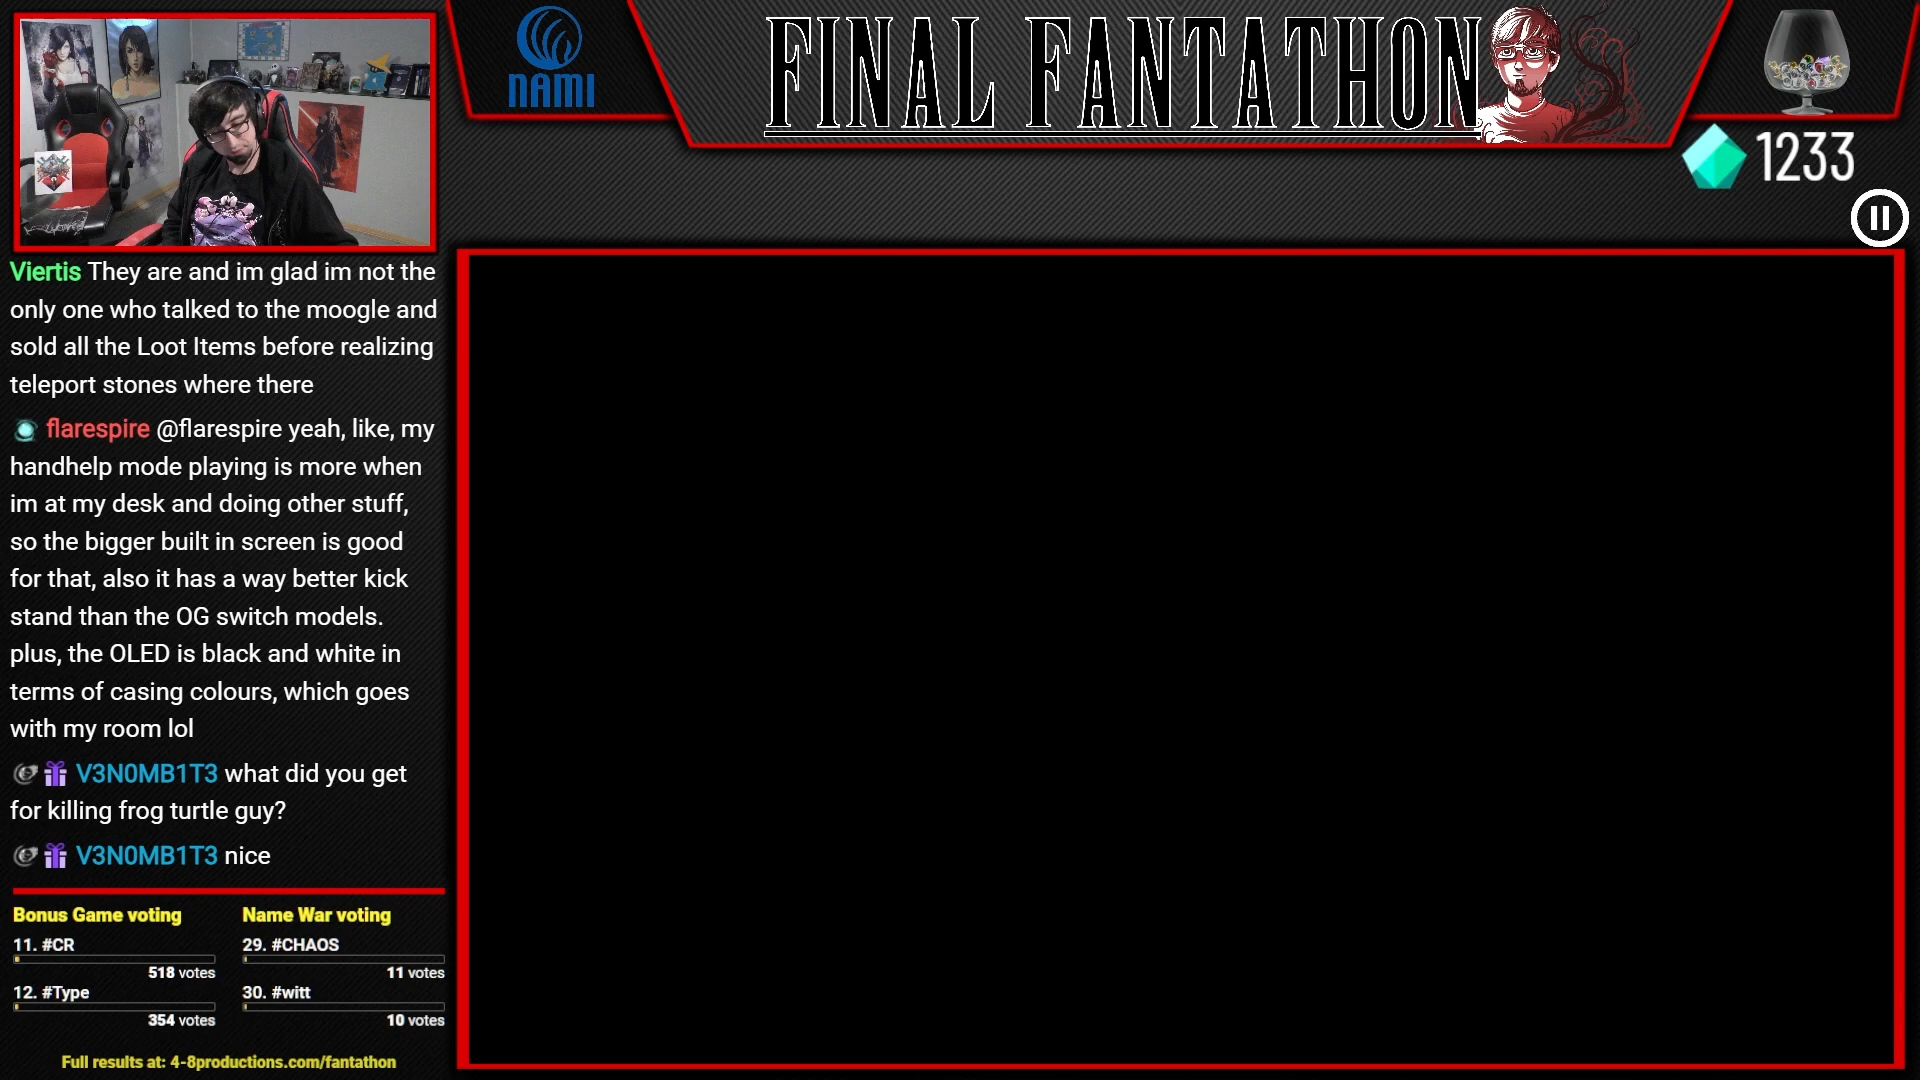 NAMI
FINAL FANTATHON
1233
Viertis They are and im glad im not the
only one who talked to the moogle and
sold all the Loot Items before realizing
teleport stones where there
flarespire @flarespire yeah, like, my
handhelp mode playing is more when
im at my desk and doing other stuff,
so the bigger built in screen is good
for that, also it has a way better kick
stand than the OG switch models.
plus, the OLED is black and white in
terms of casing colours, which goes
with my room lol
V3N0MB1T3 what did you get
for killing frog turtle guy?
V3N0MB1T3 nice
Bonus Game voting
11. #CR
518 votes
12. #Type
354 votes
Name War voting
29. #CHAOS
11 votes
30. #witt
10 votes
Full results at: 4-8productions.com/fantathon